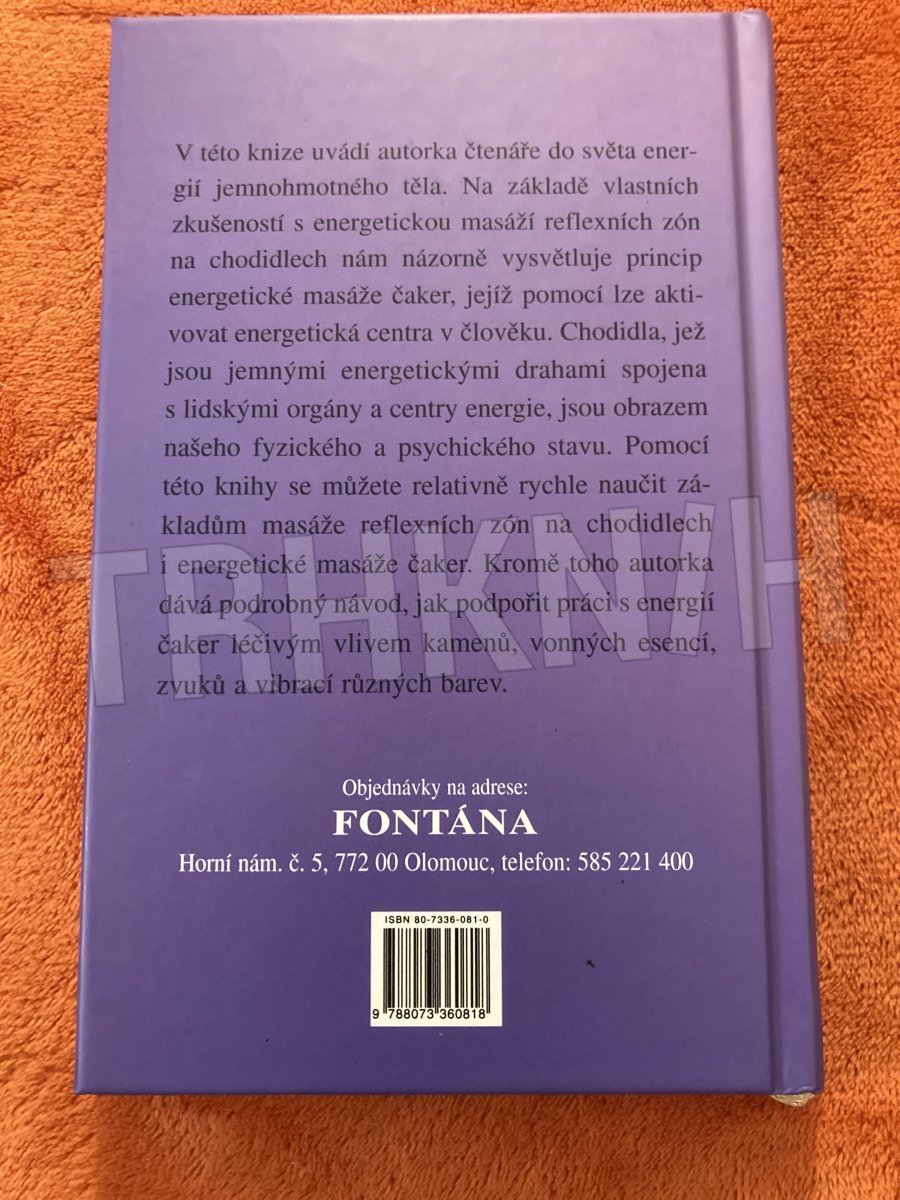 V této knize uvádí autorka čtenáře do světa ener-
gií jemnohmotného těla. Na základě vlastních
zkušeností s energetickou masáží reflexních zón
na chodidlech nám názorně vysvětluje princip
energetické masáže čaker, jejíž pomocí lze akti-
vovat energetická centra v člověku. Chodidla, jež
jsou jemnými energetickými drahami spojena
s lidskými orgány a centry energie, jsou obrazem
našeho fyzického a psychického stavu. Pomocí
této knihy se můžete relativně rychle naučit zá-
kladům masáže reflexních zón na chodidlech
i energetické masáže čaker. Kromě toho autorka
dává podrobný návod, jak podpořit práci s energií
čaker léčivým vlivem kamenů, vonných esencí,
zvuků a vibrací různých barev.
TRHKNIH
Objednávky na adrese:
FONTÁNA
Horní nám. č. 5, 772 00 Olomouc, telefon: 585 221 400
ISBN 80-7336-081-0
9 788073 360818